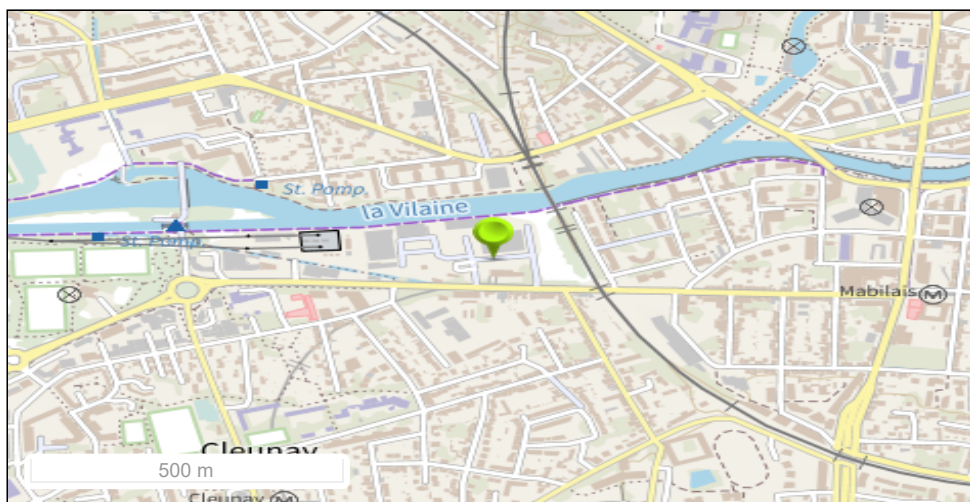 St. Pomp.
la Vilaine
St. Pomp.
Mabilais
M
Cleunay
500 m
Cleunay
M